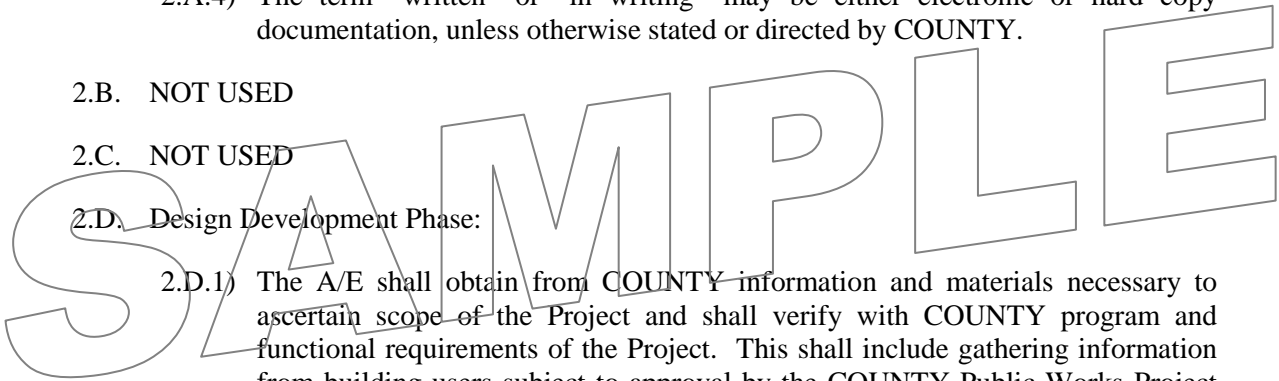 2.A.4) The term "written" or "in writing" may be either electronic or hard copy
documentation, unless otherwise stated or directed by COUNTY.
2.B. NOT USED
2.C. NOT USED
2.D. Design Development Phase:
2.D.1) The A/E shall obtain from COUNTY information and materials necessary to
ascertain scope of the Project and shall verify with COUNTY program and
functional requirements of the Project. This shall include gathering information
from building users subject to approval by the COUNTY Public Works Project
SAMPLE